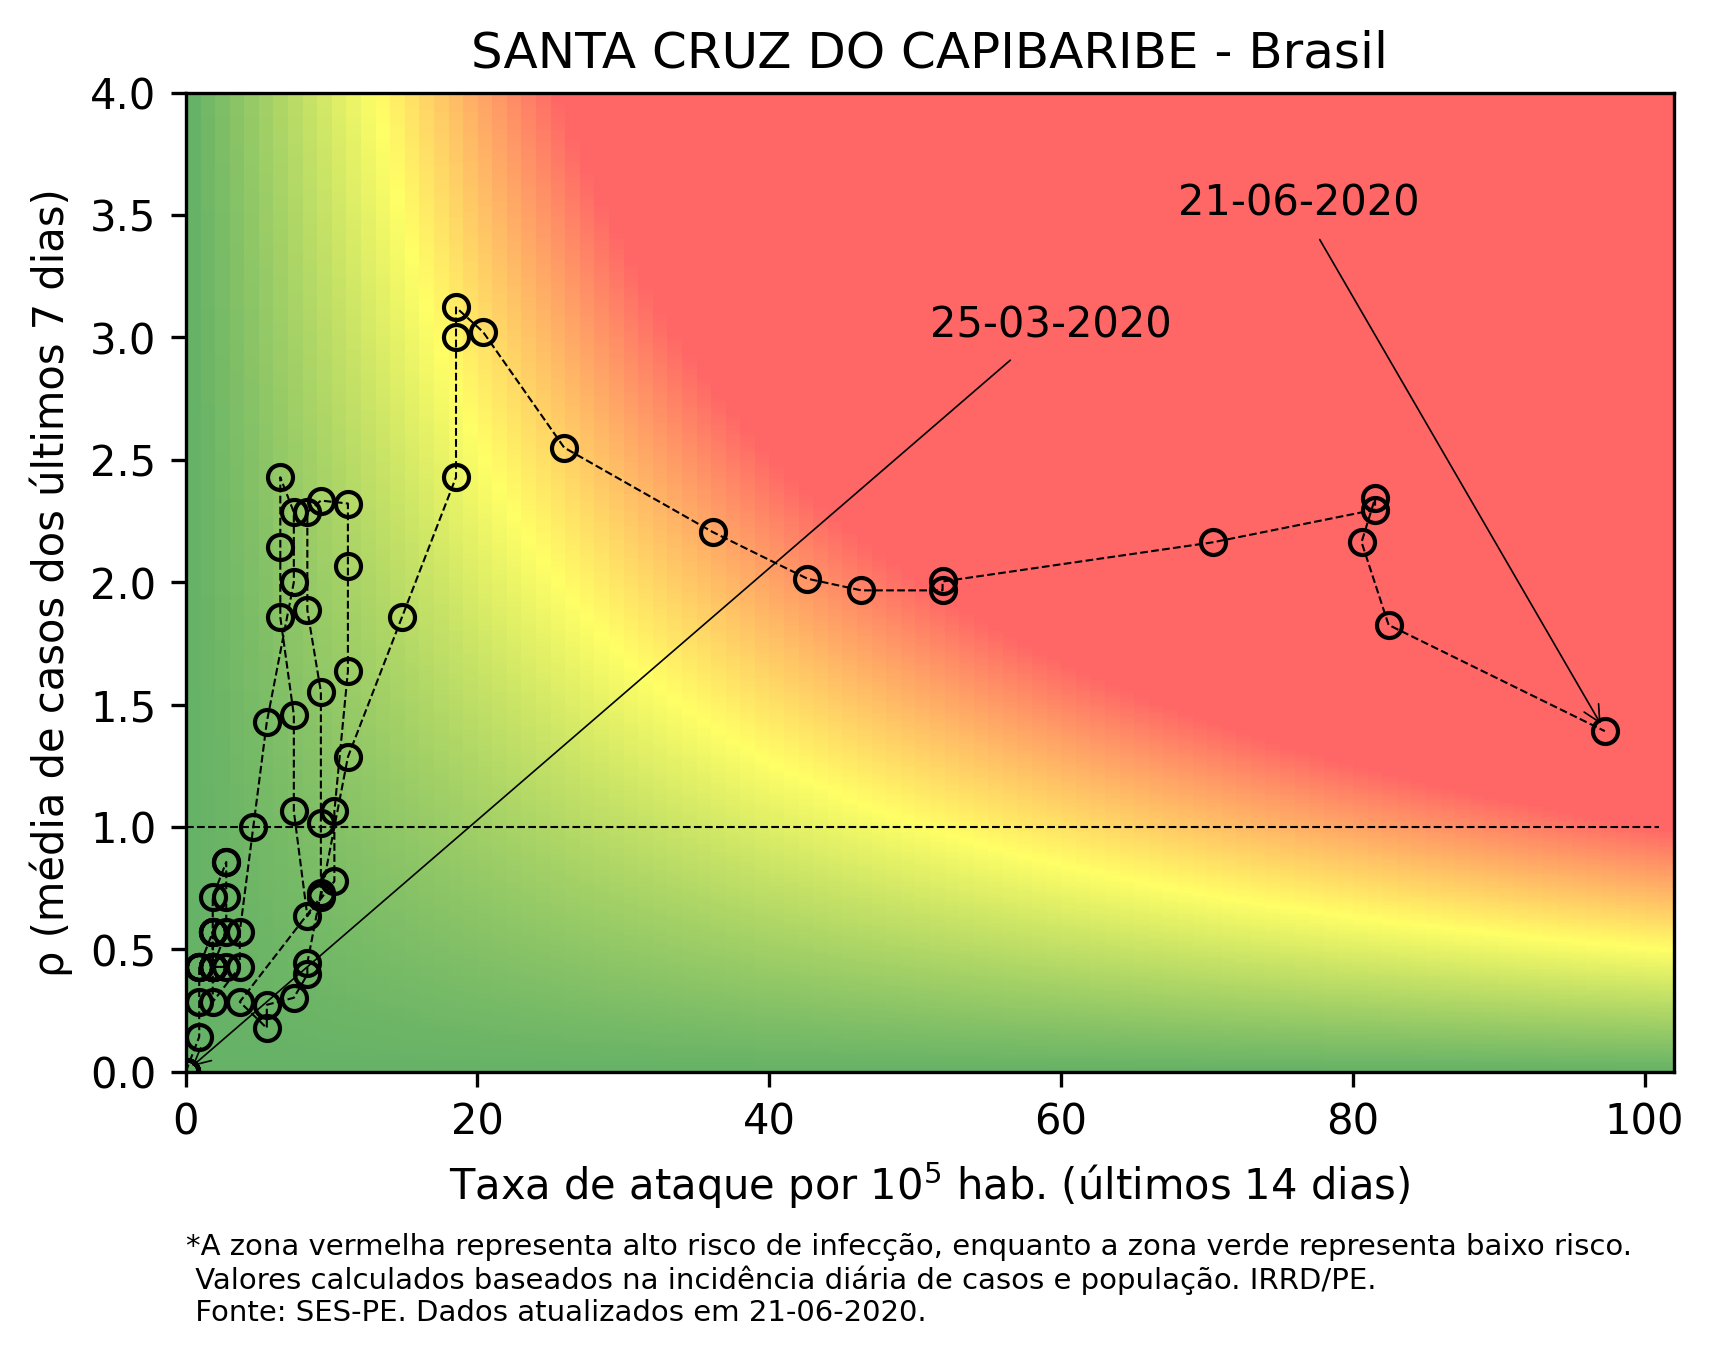 SANTA CRUZ DO CAPIBARIBE - Brasil
4.0
3.5
3.0
2.5
2.0
1.5
1.0
0.5
0.0
ρ (média de casos dos últimos 7 dias)
21-06-2020
25-03-2020
0 20 40 60 80 100
Taxa de ataque por 10⁵ hab. (últimos 14 dias)
*A zona vermelha representa alto risco de infecção, enquanto a zona verde representa baixo risco.
Valores calculados baseados na incidência diária de casos e população. IRRD/PE.
Fonte: SES-PE. Dados atualizados em 21-06-2020.